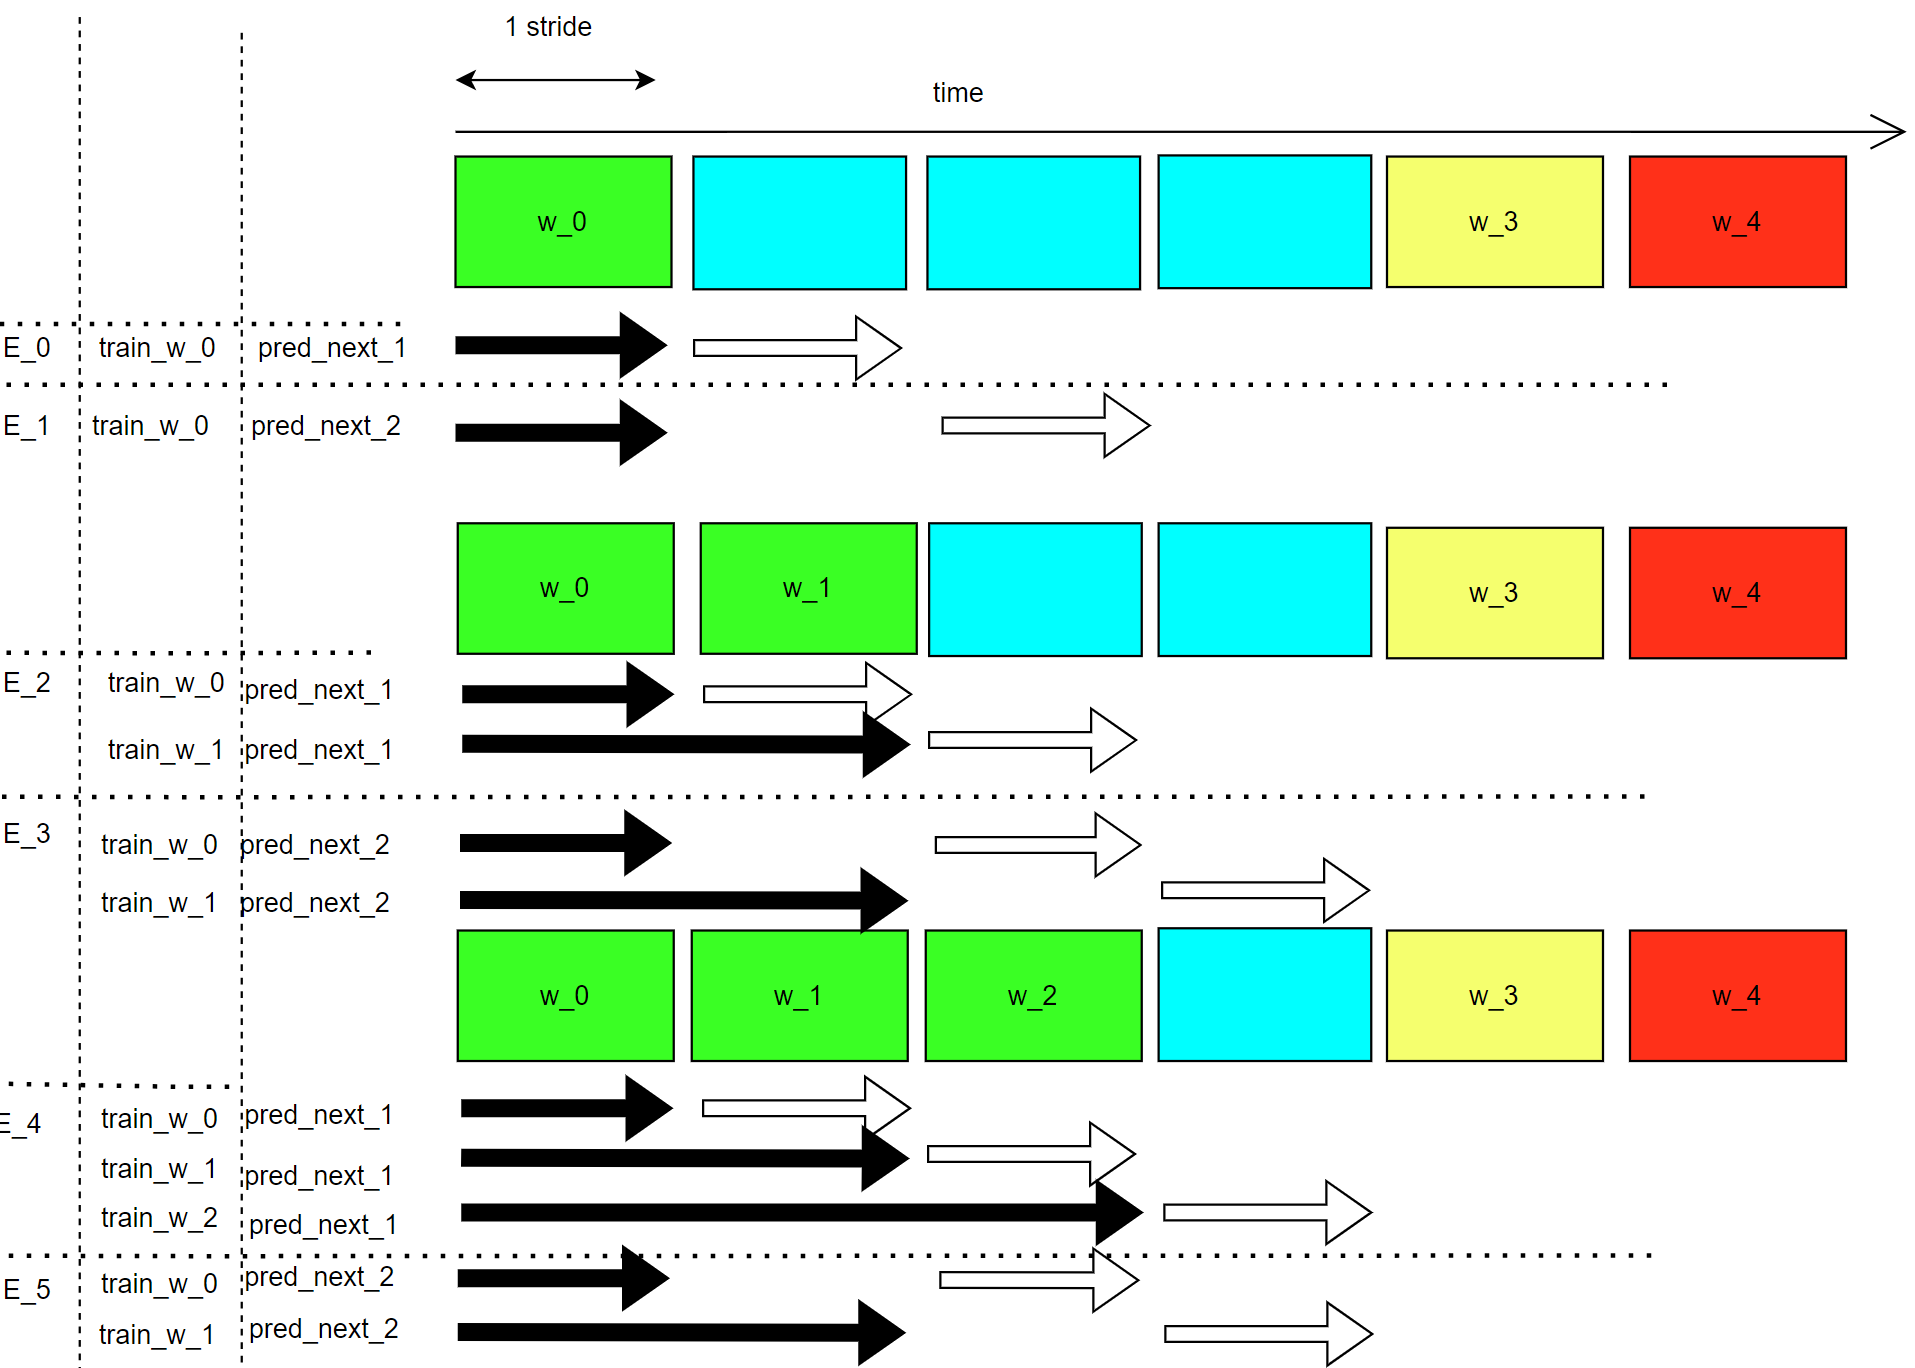 1 stride
time
w_0 w_3 w_4
E_0 train_w_0 pred_next_1
E_1 train_w_0 pred_next_2
w_0 w_1 w_3 w_4
E_2 train_w_0 pred_next_1
train_w_1 pred_next_1
E_3 train_w_0 pred_next_2
train_w_1 pred_next_2
w_0 w_1 w_2 w_3 w_4
E_4 train_w_0 pred_next_1
train_w_1 pred_next_1
train_w_2 pred_next_1
E_5 train_w_0 pred_next_2
train_w_1 pred_next_2